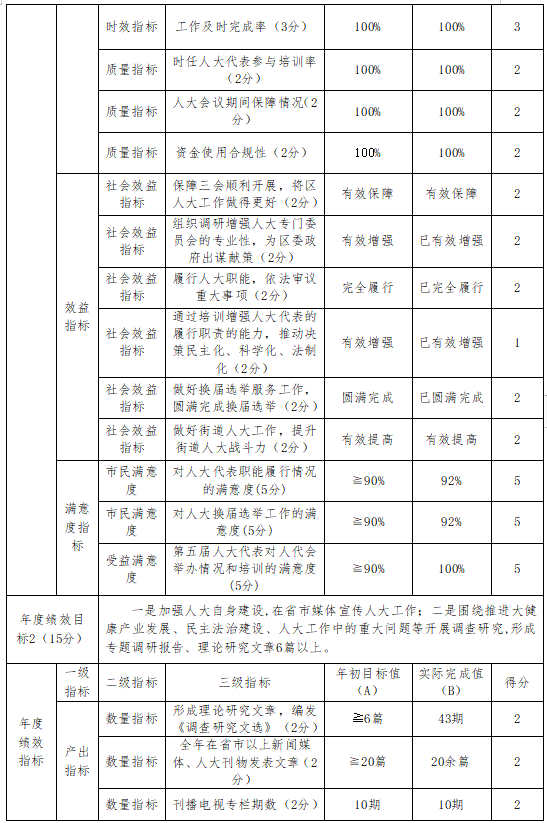 时效指标 工作及时完成率（3分） 100% 100% 3
质量指标 时任人大代表参与培训率
（2分） 100% 100% 2
质量指标 人大会议期间保障情况(2
分） 100% 100% 2
质量指标 资金使用合规性（2分） 100% 100% 2
效益
指标
社会效益
指标 保障三会顺利开展，将区
人大工作做得更好（2分） 有效保障 有效保障 2
社会效益
指标 组织调研增强人大专门委
员会的专业性，为区委政
府出谋献策（2分） 有效增强 已有效增强 2
社会效益
指标 履行人大职能，依法审议
重大事项（2分） 完全履行 已完全履行 2
社会效益
指标 通过培训增强人大代表的
履行职责的能力，推动决
策民主化、科学化、法制
化（2分） 有效增强 已有效增强 1
社会效益
指标 做好换届选举服务工作，
圆满完成换届选举（2分） 圆满完成 已圆满完成 2
社会效益
指标 做好街道人大工作，提升
街道人大战斗力（2分） 有效提高 有效提高 2
满意
度指
标
市民满意
度 对人大代表职能履行情况
的满意度(5分) ≧90% 92% 5
市民满意
度 对人大换届选举工作的满
意度(5分) ≧90% 92% 5
受益满意
度 第五届人大代表对人代会
举办情况和培训的满意度
(5分) ≧90% 100% 5
年度绩效目
标2（15分）
一是加强人大自身建设,在省市媒体宣传人大工作；二是围绕推进大健
康产业发展、民主法治建设、人大工作中的重大问题等开展调查研究,形成
专题调研报告、理论研究文章6篇以上。
年度
绩效
指标
一级
指标 二级指标 三级指标 年初目标值
（A） 实际完成值
（B） 得分
产出
指标
数量指标 形成理论研究文章，编发
《调查研究文选》（2分） ≧6篇 43期 2
数量指标 全年在省市以上新闻媒
体、人大刊物发表文章（2
分） ≧20篇 20余篇 2
数量指标 刊播电视专栏期数（2分） 10期 10期 2